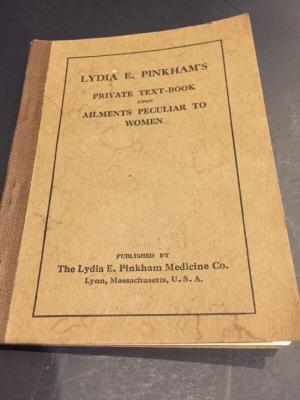 LYDIA E. PINKHAM'S
PRIVATE TEXT-BOOK
UPON
AILMENTS PECULIAR TO
WOMEN
PUBLISHED BY
The Lydia E. Pinkham Medicine Co.
Lynn, Massachusetts, U. S. A.